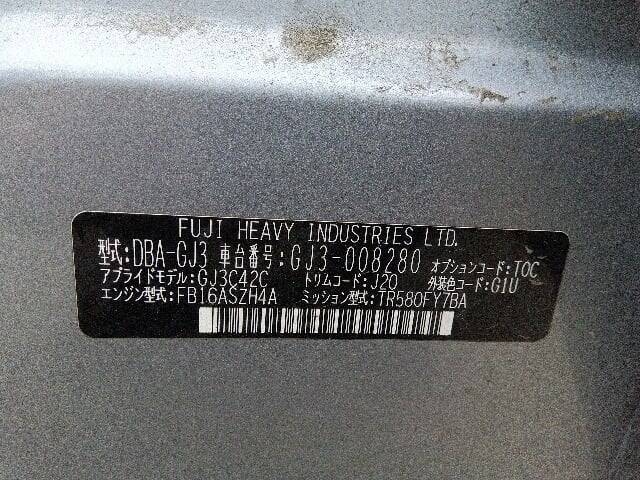 FUJI HEAVY INDUSTRIES LTD.
型式:DBA-GJ3 車台番号:GJ3-008280 オプションコード:TOC
アプライドモデル:GJ3C42C トリムコード:J20 外装色コード:G1U
エンジン型式:FB16ASZH4A ミッション型式:TR580FY7BA